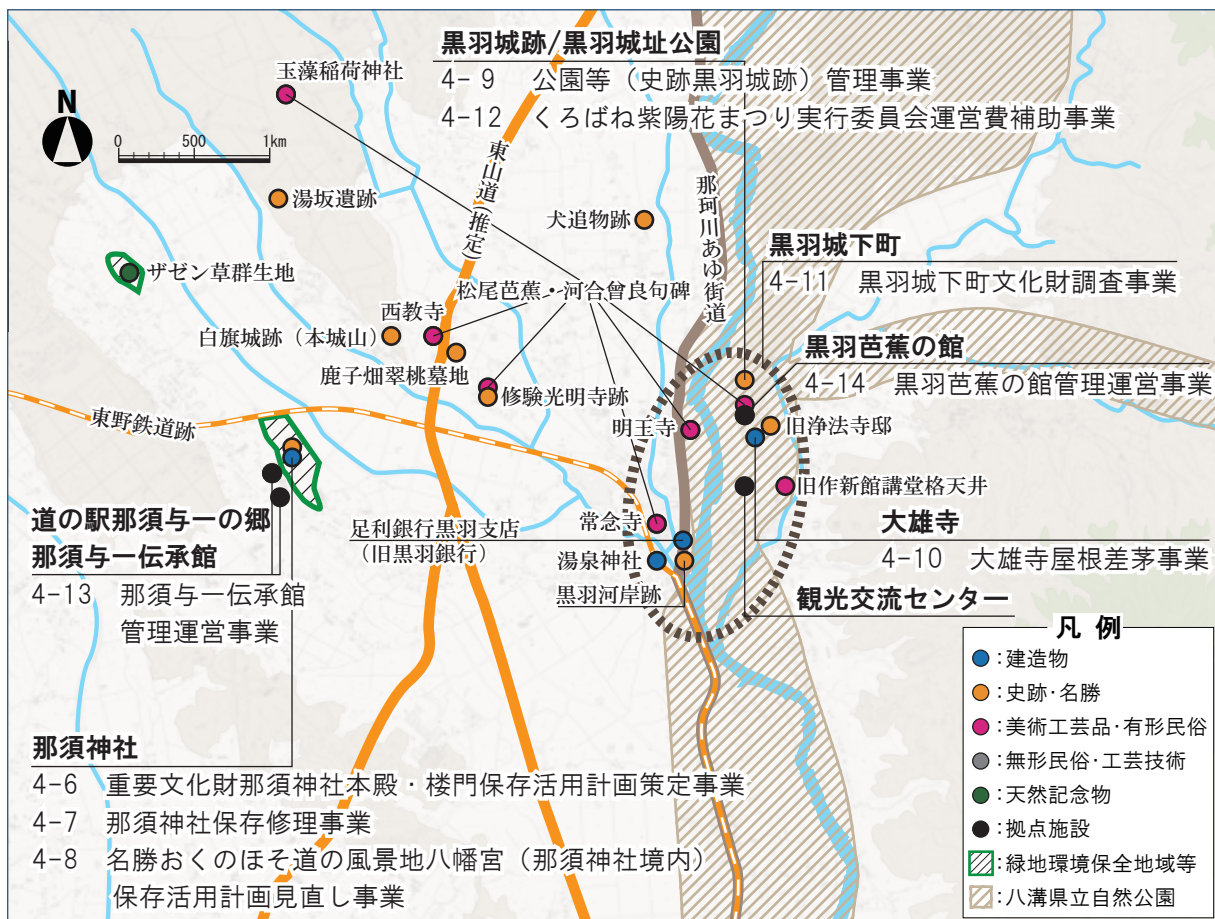 黒羽城跡/黒羽城址公園
4-9 公園等（史跡黒羽城跡）管理事業
4-12 くろばね紫陽花まつり実行委員会運営費補助事業
玉藻稲荷神社
N
0 500 1km
東山道（推定）
那珂川あゆ街道
湯坂遺跡
犬追物跡
黒羽城下町
4-11 黒羽城下町文化財調査事業
ザゼン草群生地
松尾芭蕉・河合曾良句碑
西教寺
白旗城跡（本城山）
黒羽芭蕉の館
4-14 黒羽芭蕉の館管理運営事業
鹿子畑翠桃墓地
修験光明寺跡
東野鉄道跡
明王寺
旧浄法寺邸
旧作新館講堂格天井
道の駅那須与一の郷
那須与一伝承館
4-13 那須与一伝承館
管理運営事業
常念寺
足利銀行黒羽支店
（旧黒羽銀行）
湯泉神社
黒羽河岸跡
大雄寺
4-10 大雄寺屋根差茅事業
観光交流センター
那須神社
4-6 重要文化財那須神社本殿・楼門保存活用計画策定事業
4-7 那須神社保存修理事業
4-8 名勝おくのほそ道の風景地八幡宮（那須神社境内）
保存活用計画見直し事業
凡 例
：建造物
：史跡・名勝
：美術工芸品・有形民俗
：無形民俗・工芸技術
：天然記念物
：拠点施設
：緑地環境保全地域等
：八溝県立自然公園